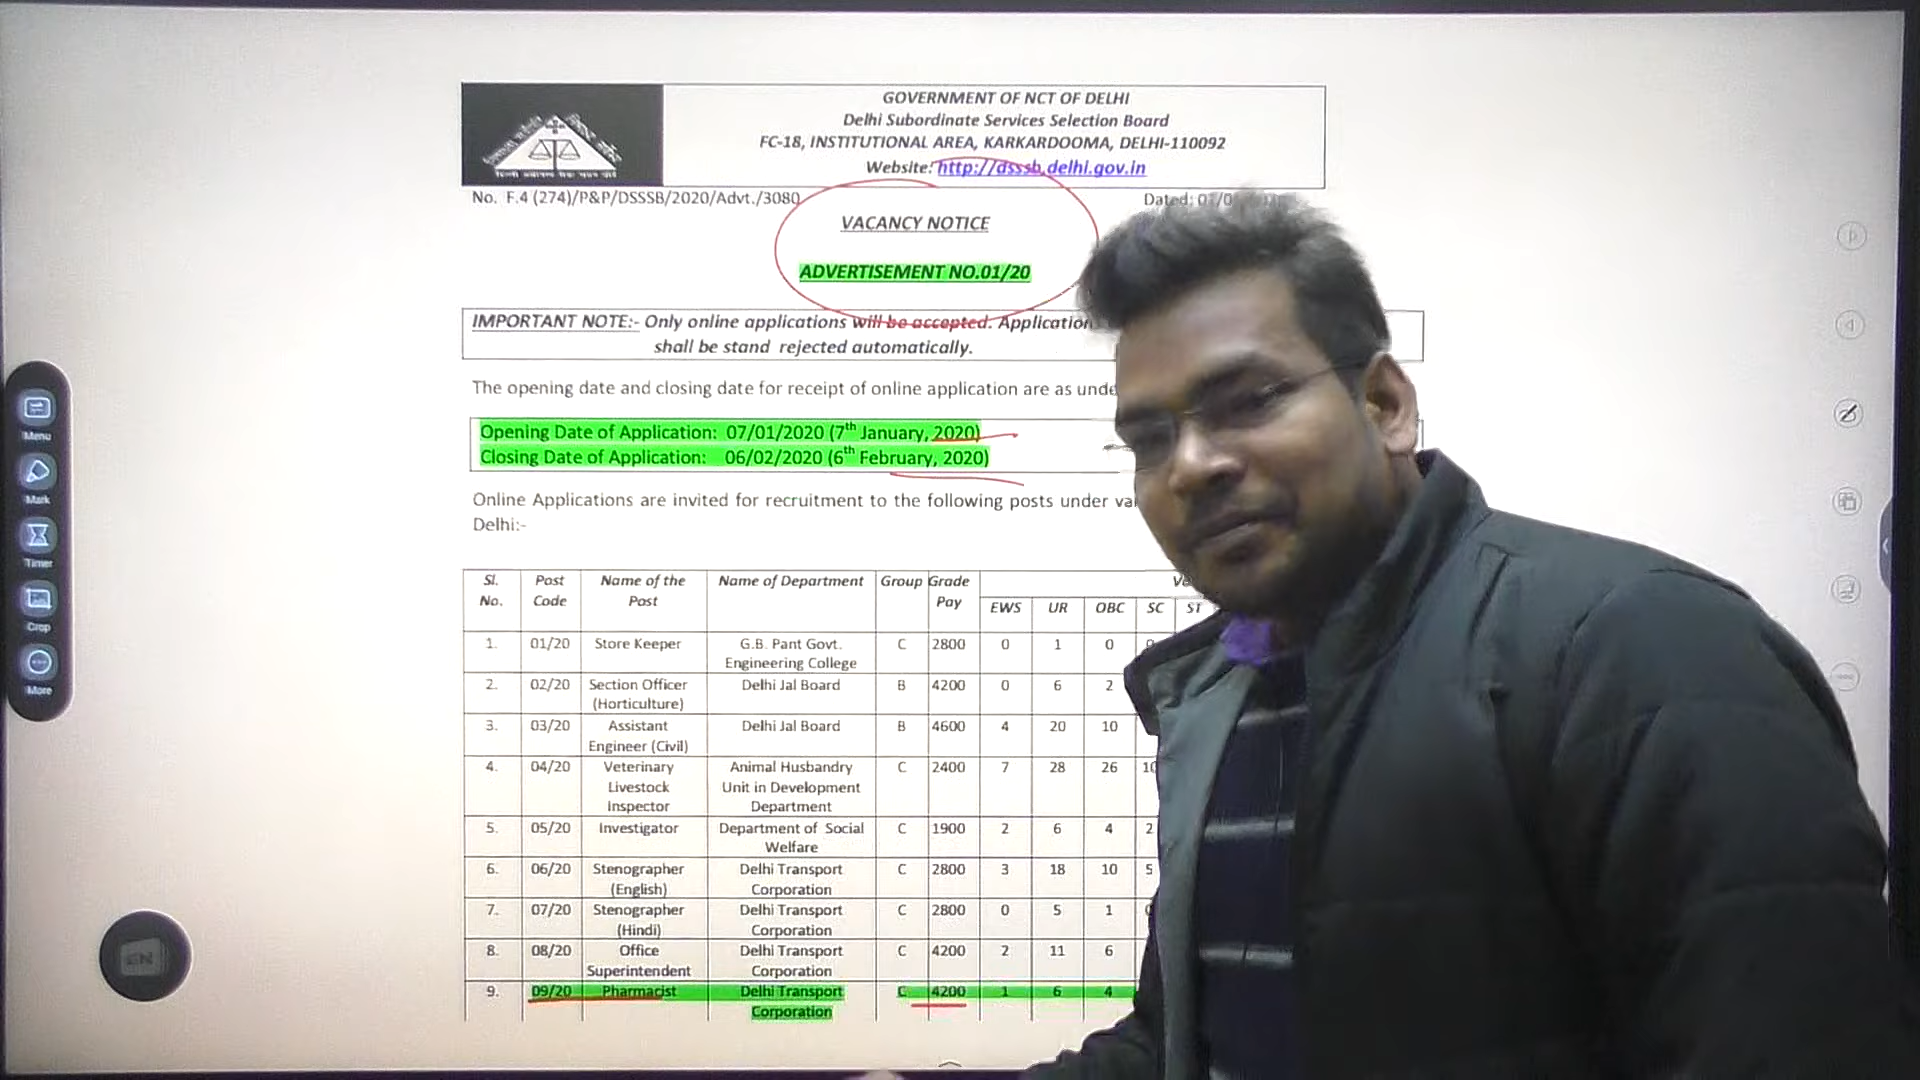 GOVERNMENT OF NCT OF DELHI
Delhi Subordinate Services Selection Board
FC-18, INSTITUTIONAL AREA, KARKARDOOMA, DELHI-110092
Website: http://dsssb.delhi.gov.in
No. F.4 (274)/P&P/DSSSB/2020/Advt./3080
Dated:
VACANCY NOTICE
ADVERTISEMENT NO.01/20
IMPORTANT NOTE:- Only online applications will be accepted. Application
shall be stand rejected automatically.
The opening date and closing date for receipt of online application are as
Opening Date of Application: 07/01/2020 (7th January, 2020)
Closing Date of Application: 06/02/2020 (6th February, 2020)
Online Applications are invited for recruitment to the following posts under
Delhi:-
Sl. No. Post Code Name of the Post Name of Department Group Grade Pay
EWS UR OBC SC ST
1. 01/20 Store Keeper G.B. Pant Govt. Engineering College C 2800 0 1 0
2. 02/20 Section Officer (Horticulture) Delhi Jal Board B 4200 0 6 2
3. 03/20 Assistant Engineer (Civil) Delhi Jal Board B 4600 4 20 10
4. 04/20 Veterinary Livestock Inspector Animal Husbandry Unit in Development Department C 2400 7 28 26 10
5. 05/20 Investigator Department of Social Welfare C 1900 2 6 4 2
6. 06/20 Stenographer (English) Delhi Transport Corporation C 2800 3 18 10 5
7. 07/20 Stenographer (Hindi) Delhi Transport Corporation C 2800 0 5 1
8. 08/20 Office Superintendent Delhi Transport Corporation C 4200 2 11 6
9. 09/20 Pharmacist Delhi Transport Corporation C 4200 1 6 4
Menu
Mark
Timer
Crop
More
EN